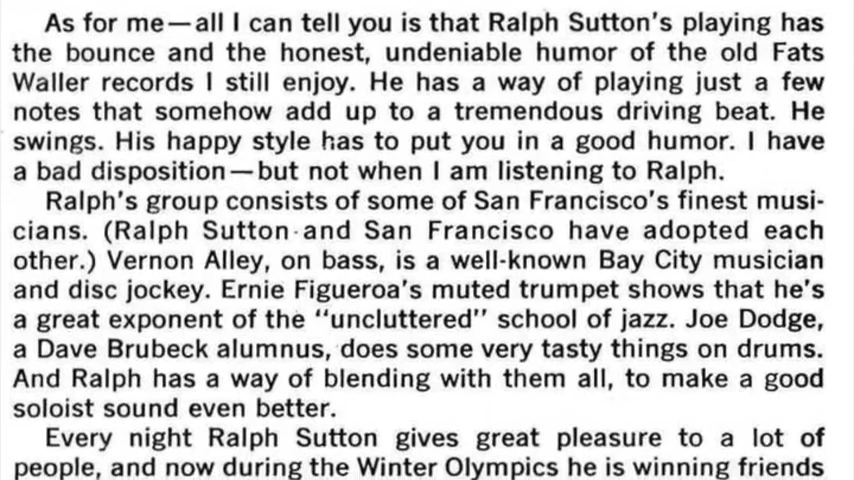 As for me—all I can tell you is that Ralph Sutton's playing has
the bounce and the honest, undeniable humor of the old Fats
Waller records I still enjoy. He has a way of playing just a few
notes that somehow add up to a tremendous driving beat. He
swings. His happy style has to put you in a good humor. I have
a bad disposition—but not when I am listening to Ralph.
Ralph's group consists of some of San Francisco's finest musi-
cians. (Ralph Sutton and San Francisco have adopted each
other.) Vernon Alley, on bass, is a well-known Bay City musician
and disc jockey. Ernie Figueroa's muted trumpet shows that he's
a great exponent of the "uncluttered" school of jazz. Joe Dodge,
a Dave Brubeck alumnus, does some very tasty things on drums.
And Ralph has a way of blending with them all, to make a good
soloist sound even better.
Every night Ralph Sutton gives great pleasure to a lot of
people, and now during the Winter Olympics he is winning friends